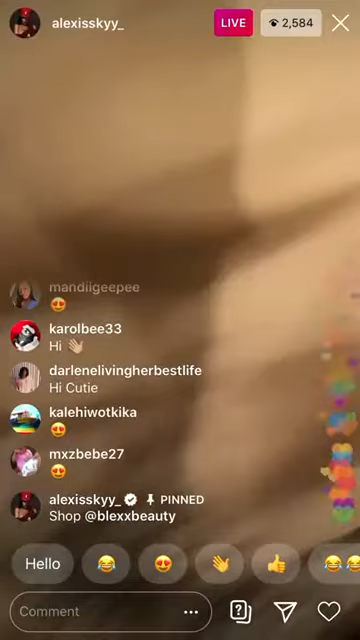 alexisskyy_
LIVE
2,584
mandiigeepee
😍
karolbee33
Hi 👋🏼
darlenelivingherbestlife
Hi Cutie
kalehiwotkika
😍
mxzbebe27
😍
alexisskyy_ PINNED
Shop @blexxbeauty
Hello 😂 😍 👋 👍 😂😂
Comment